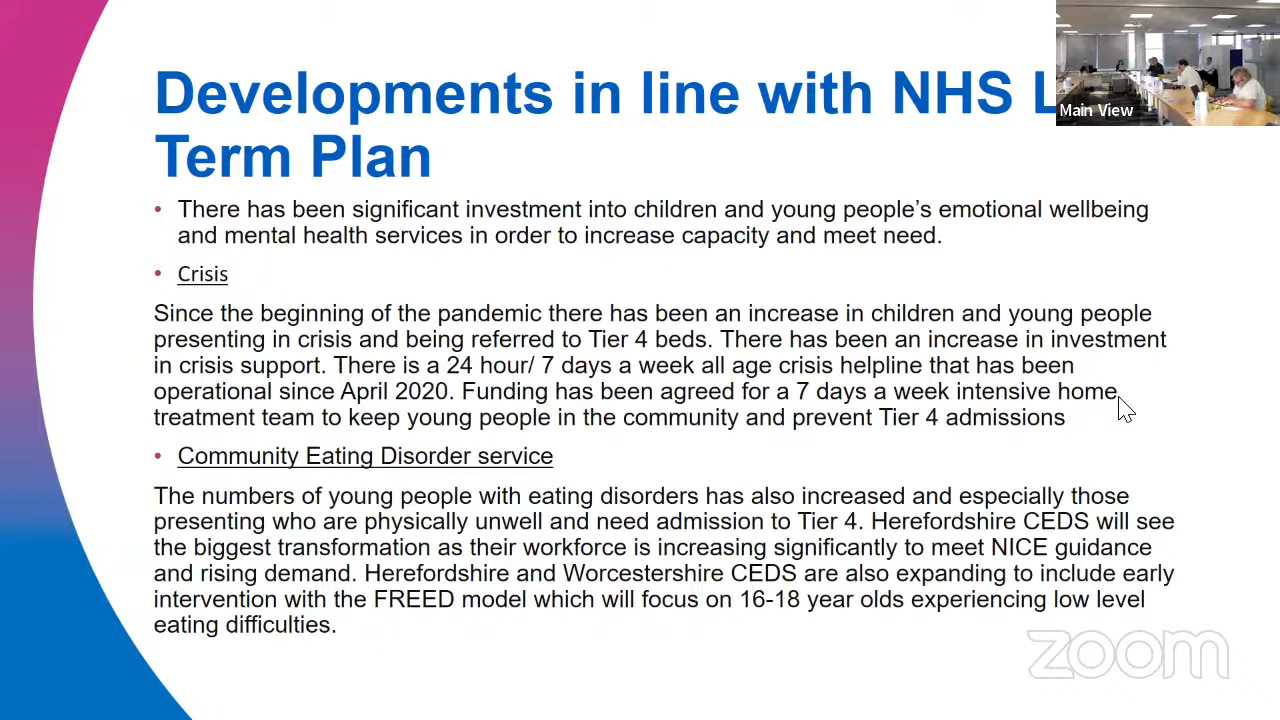 Developments in line with NHS L
Term Plan
Main View
• There has been significant investment into children and young people’s emotional wellbeing
and mental health services in order to increase capacity and meet need.
• Crisis
Since the beginning of the pandemic there has been an increase in children and young people
presenting in crisis and being referred to Tier 4 beds. There has been an increase in investment
in crisis support. There is a 24 hour/ 7 days a week all age crisis helpline that has been
operational since April 2020. Funding has been agreed for a 7 days a week intensive home
treatment team to keep young people in the community and prevent Tier 4 admissions
• Community Eating Disorder service
The numbers of young people with eating disorders has also increased and especially those
presenting who are physically unwell and need admission to Tier 4. Herefordshire CEDS will see
the biggest transformation as their workforce is increasing significantly to meet NICE guidance
and rising demand. Herefordshire and Worcestershire CEDS are also expanding to include early
intervention with the FREED model which will focus on 16-18 year olds experiencing low level
eating difficulties.
zoom